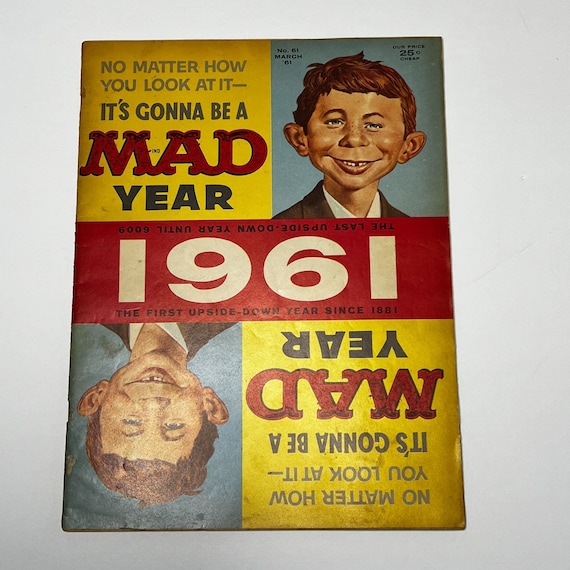 No. 61
MARCH
'61
OUR PRICE
25c
CHEAP
NO MATTER HOW
YOU LOOK AT IT—
IT'S GONNA BE A
MAD
IND
YEAR
THE LAST UPSIDE-DOWN YEAR UNTIL 6009
1961
THE FIRST UPSIDE-DOWN YEAR SINCE 1881
NO MATTER HOW
YOU LOOK AT IT—
IT'S GONNA BE A
MAD
YEAR